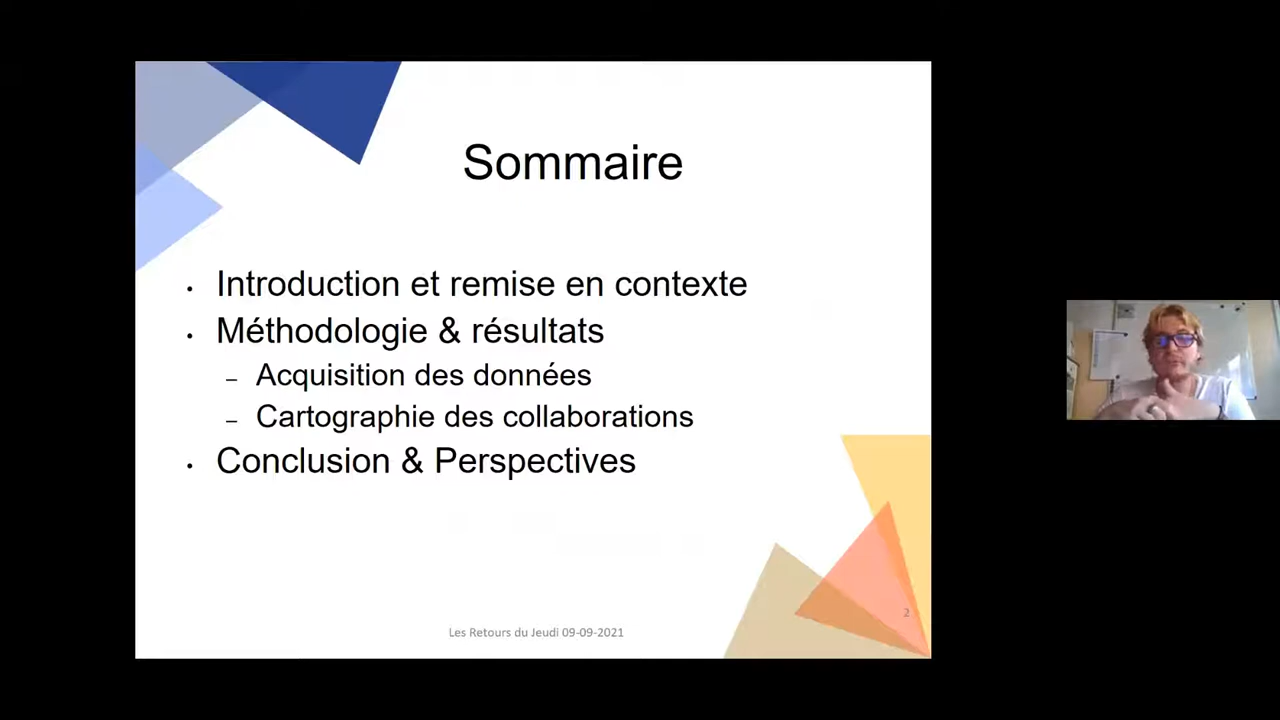 Sommaire
• Introduction et remise en contexte
• Méthodologie & résultats
– Acquisition des données
– Cartographie des collaborations
• Conclusion & Perspectives
2
Les Retours du Jeudi 09-09-2021